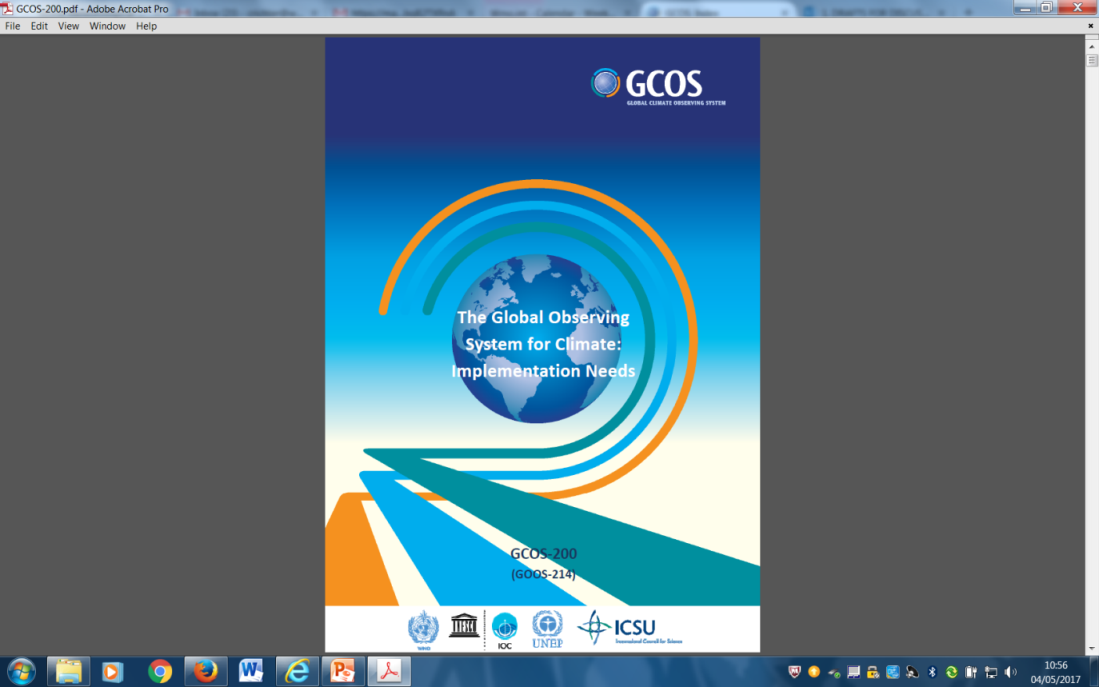 GCOS-200.pdf - Adobe Acrobat Pro
File Edit View Window Help
GCOS
GLOBAL CLIMATE OBSERVING SYSTEM
The Global Observing
System for Climate:
Implementation Needs
GCOS-200
(GOOS-214)
WMO
UNESCO
IOC
UNEP
ICSU
International Council for Science
10:56
04/05/2017